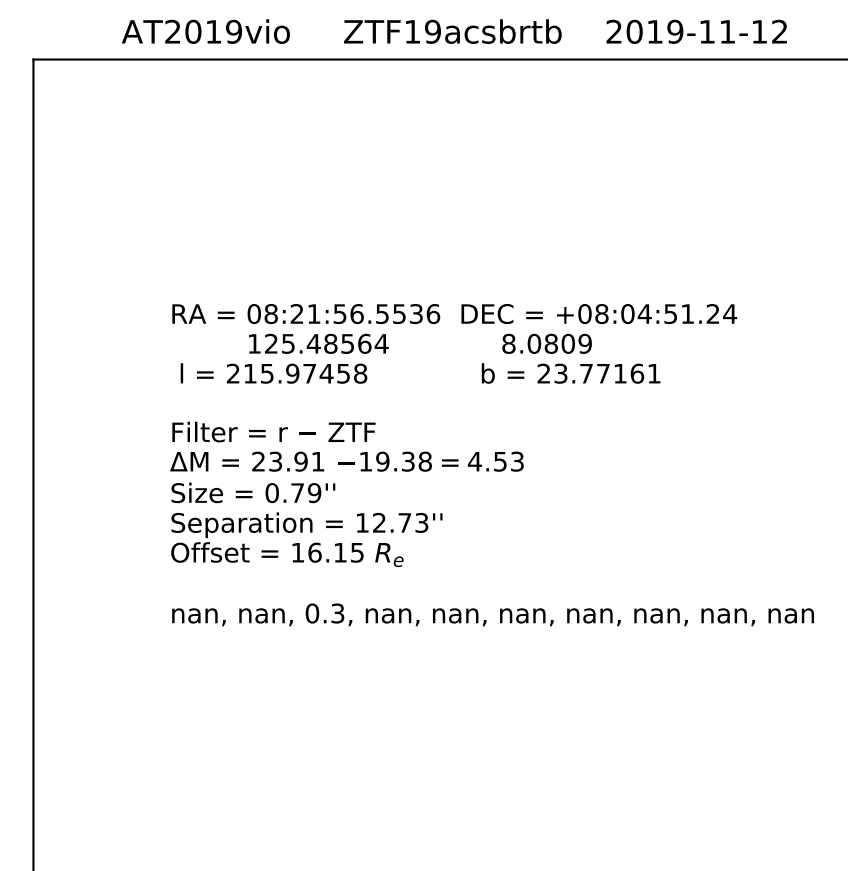 AT2019vio ZTF19acsbrtb 2019-11-12
RA = 08:21:56.5536 DEC = +08:04:51.24
125.48564 8.0809
l = 215.97458 b = 23.77161
Filter = r − ZTF
ΔM = 23.91 −19.38 = 4.53
Size = 0.79''
Separation = 12.73''
Offset = 16.15 Re
nan, nan, 0.3, nan, nan, nan, nan, nan, nan, nan